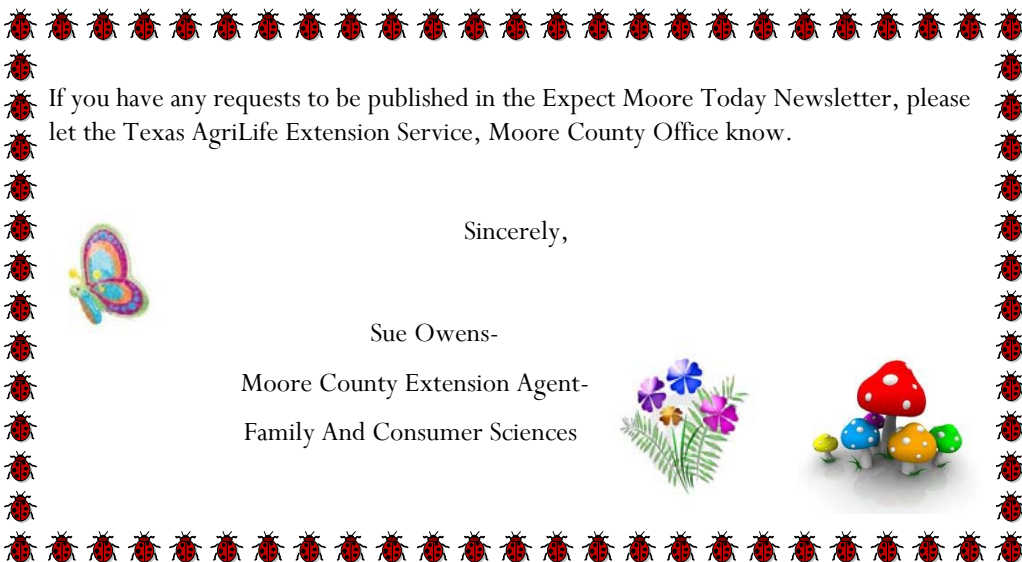 If you have any requests to be published in the Expect Moore Today Newsletter, please
let the Texas AgriLife Extension Service, Moore County Office know.
Sincerely,
Sue Owens-
Moore County Extension Agent-
Family And Consumer Sciences